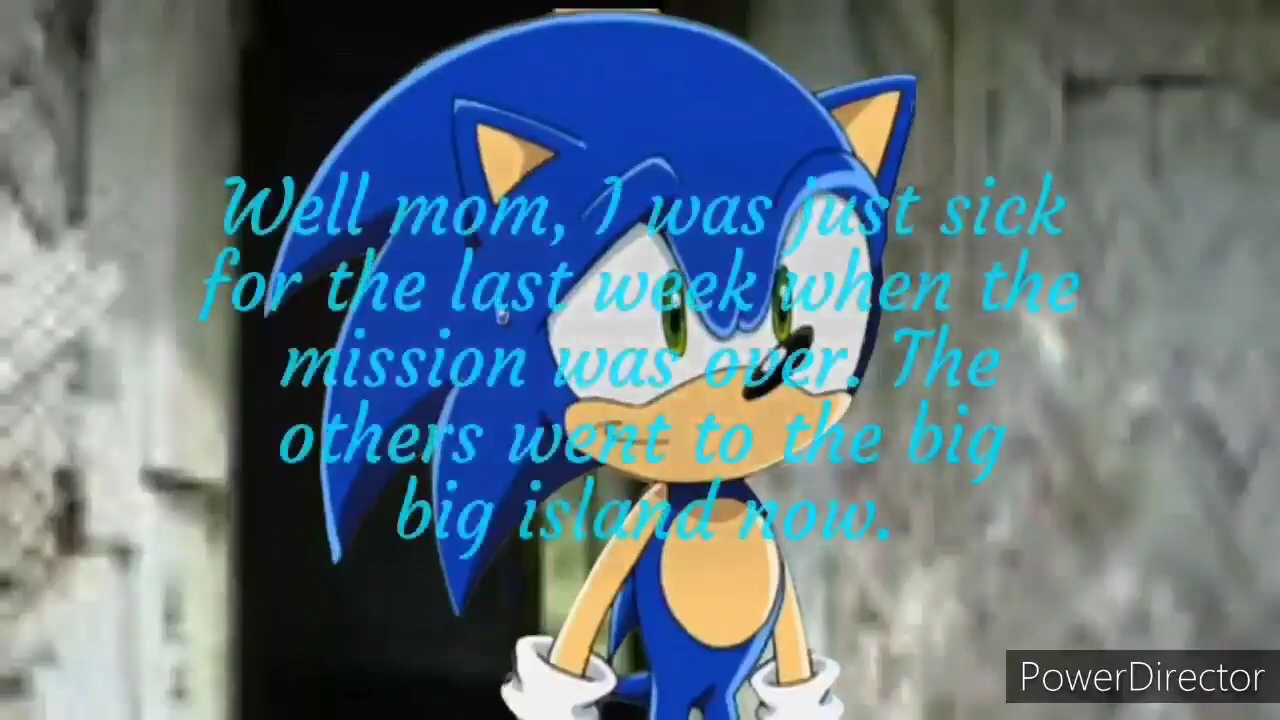 Well mom, I was just sick
for the last week when the
mission was over. The
others went to the big
big island now.
PowerDirector